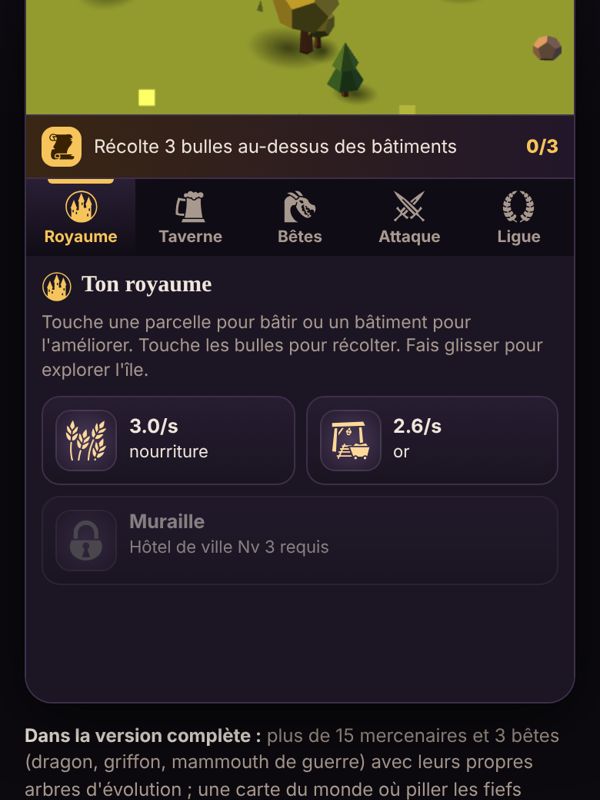 Récolte 3 bulles au-dessus des bâtiments 0/3
Royaume Taverne Bêtes Attaque Ligue
Ton royaume
Touche une parcelle pour bâtir ou un bâtiment pour
l'améliorer. Touche les bulles pour récolter. Fais glisser pour
explorer l'île.
3.0/s
nourriture
2.6/s
or
Muraille
Hôtel de ville Nv 3 requis
Dans la version complète : plus de 15 mercenaires et 3 bêtes
(dragon, griffon, mammouth de guerre) avec leurs propres
arbres d'évolution ; une carte du monde où piller les fiefs